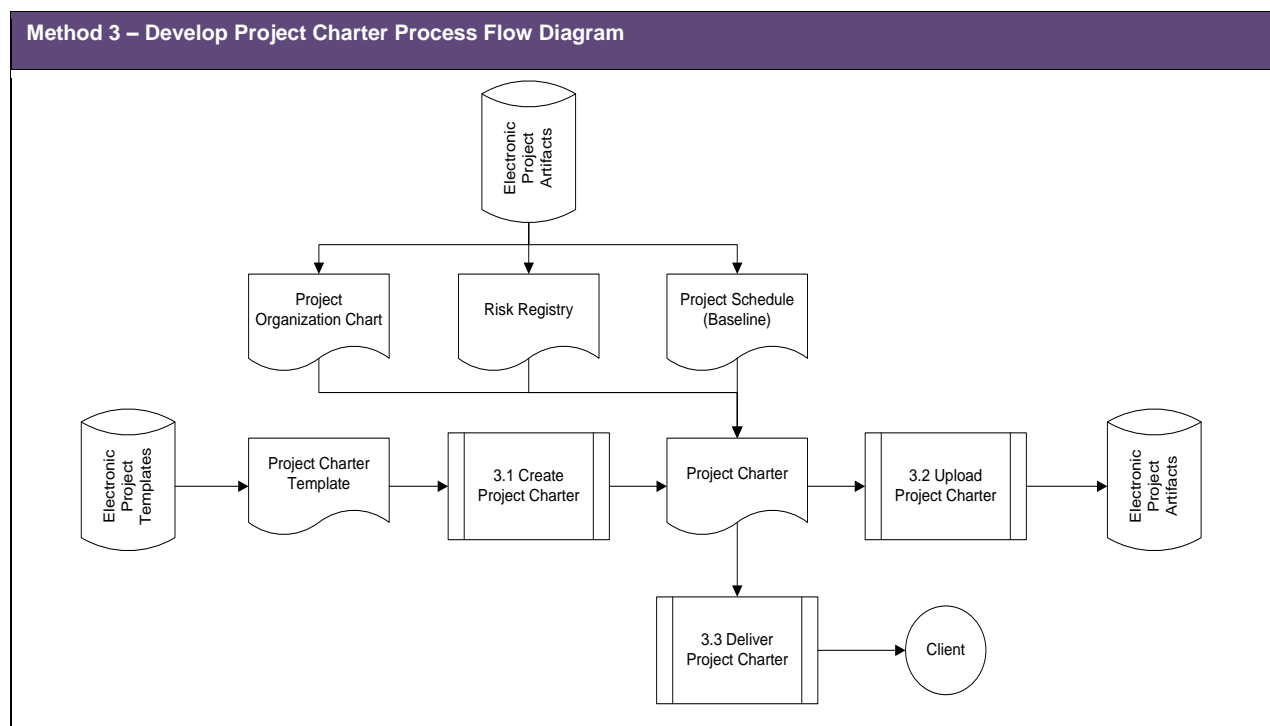 Method 3 – Develop Project Charter Process Flow Diagram
Electronic
Project
Artifacts
Project
Organization Chart
Risk Registry
Project Schedule
(Baseline)
Electronic
Project
Templates
Project Charter
Template
3.1 Create
Project Charter
Project Charter
3.2 Upload
Project Charter
Electronic
Project
Artifacts
3.3 Deliver
Project Charter
Client